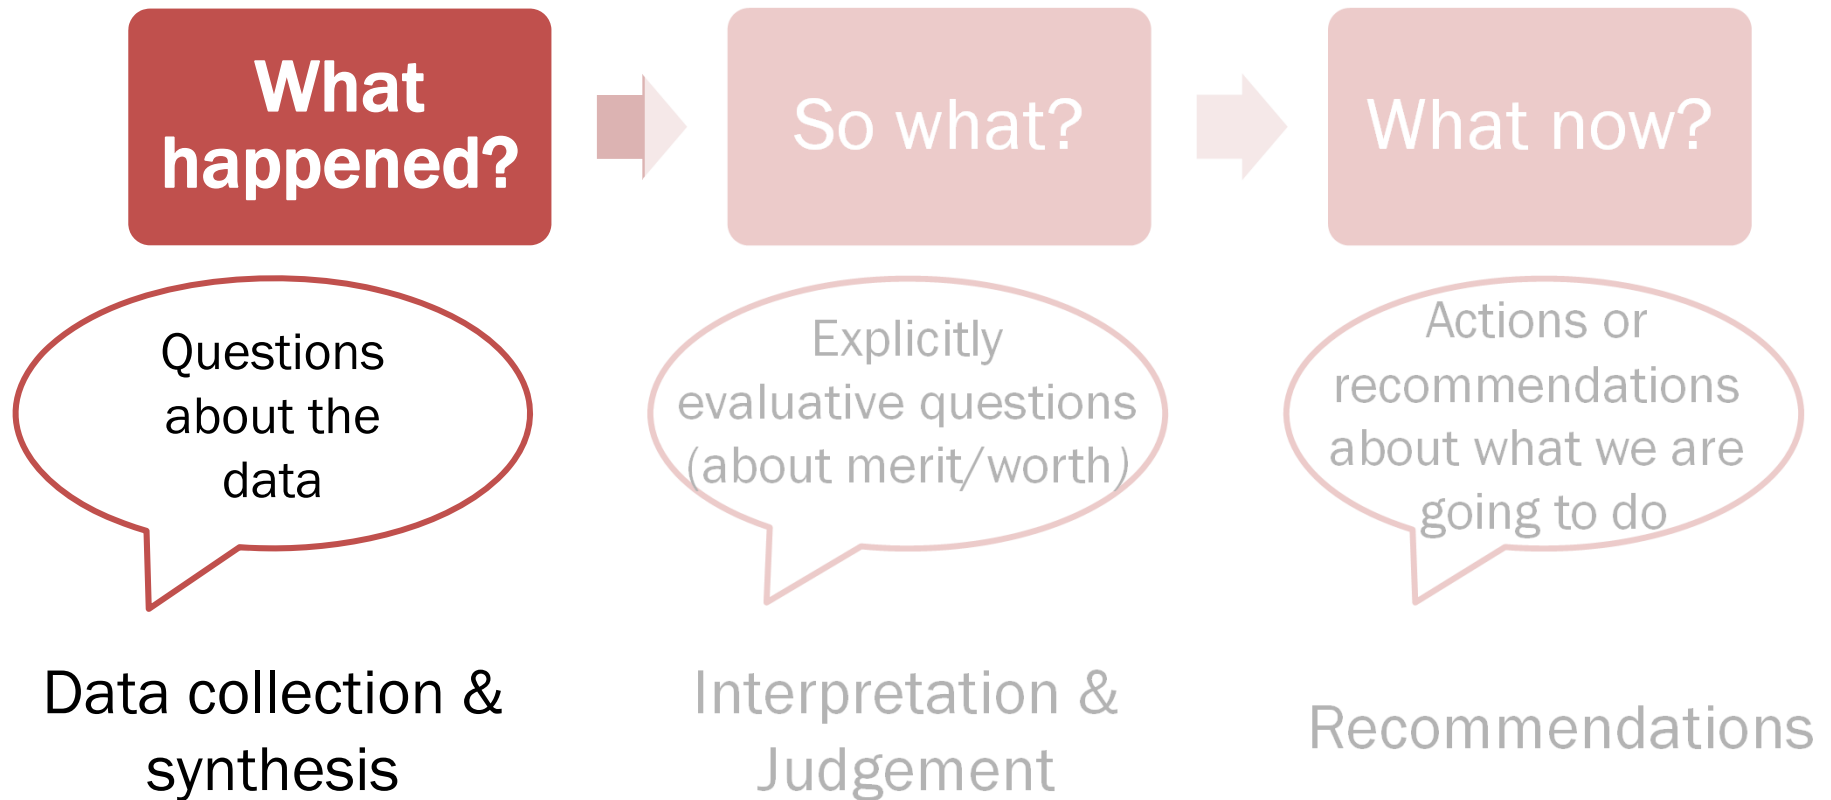 What
happened?
So what?
What now?
Questions
about the
data
Explicitly
evaluative questions
(about merit/worth)
Actions or
recommendations
about what we are
going to do
Data collection &
synthesis
Interpretation &
Judgement
Recommendations